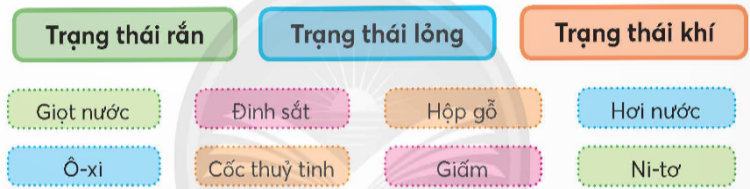 Trạng thái rắn Trạng thái lỏng Trạng thái khí
Giọt nước Đinh sắt Hộp gỗ Hơi nước
Ô-xi Cốc thuỷ tinh Giấm Ni-tơ